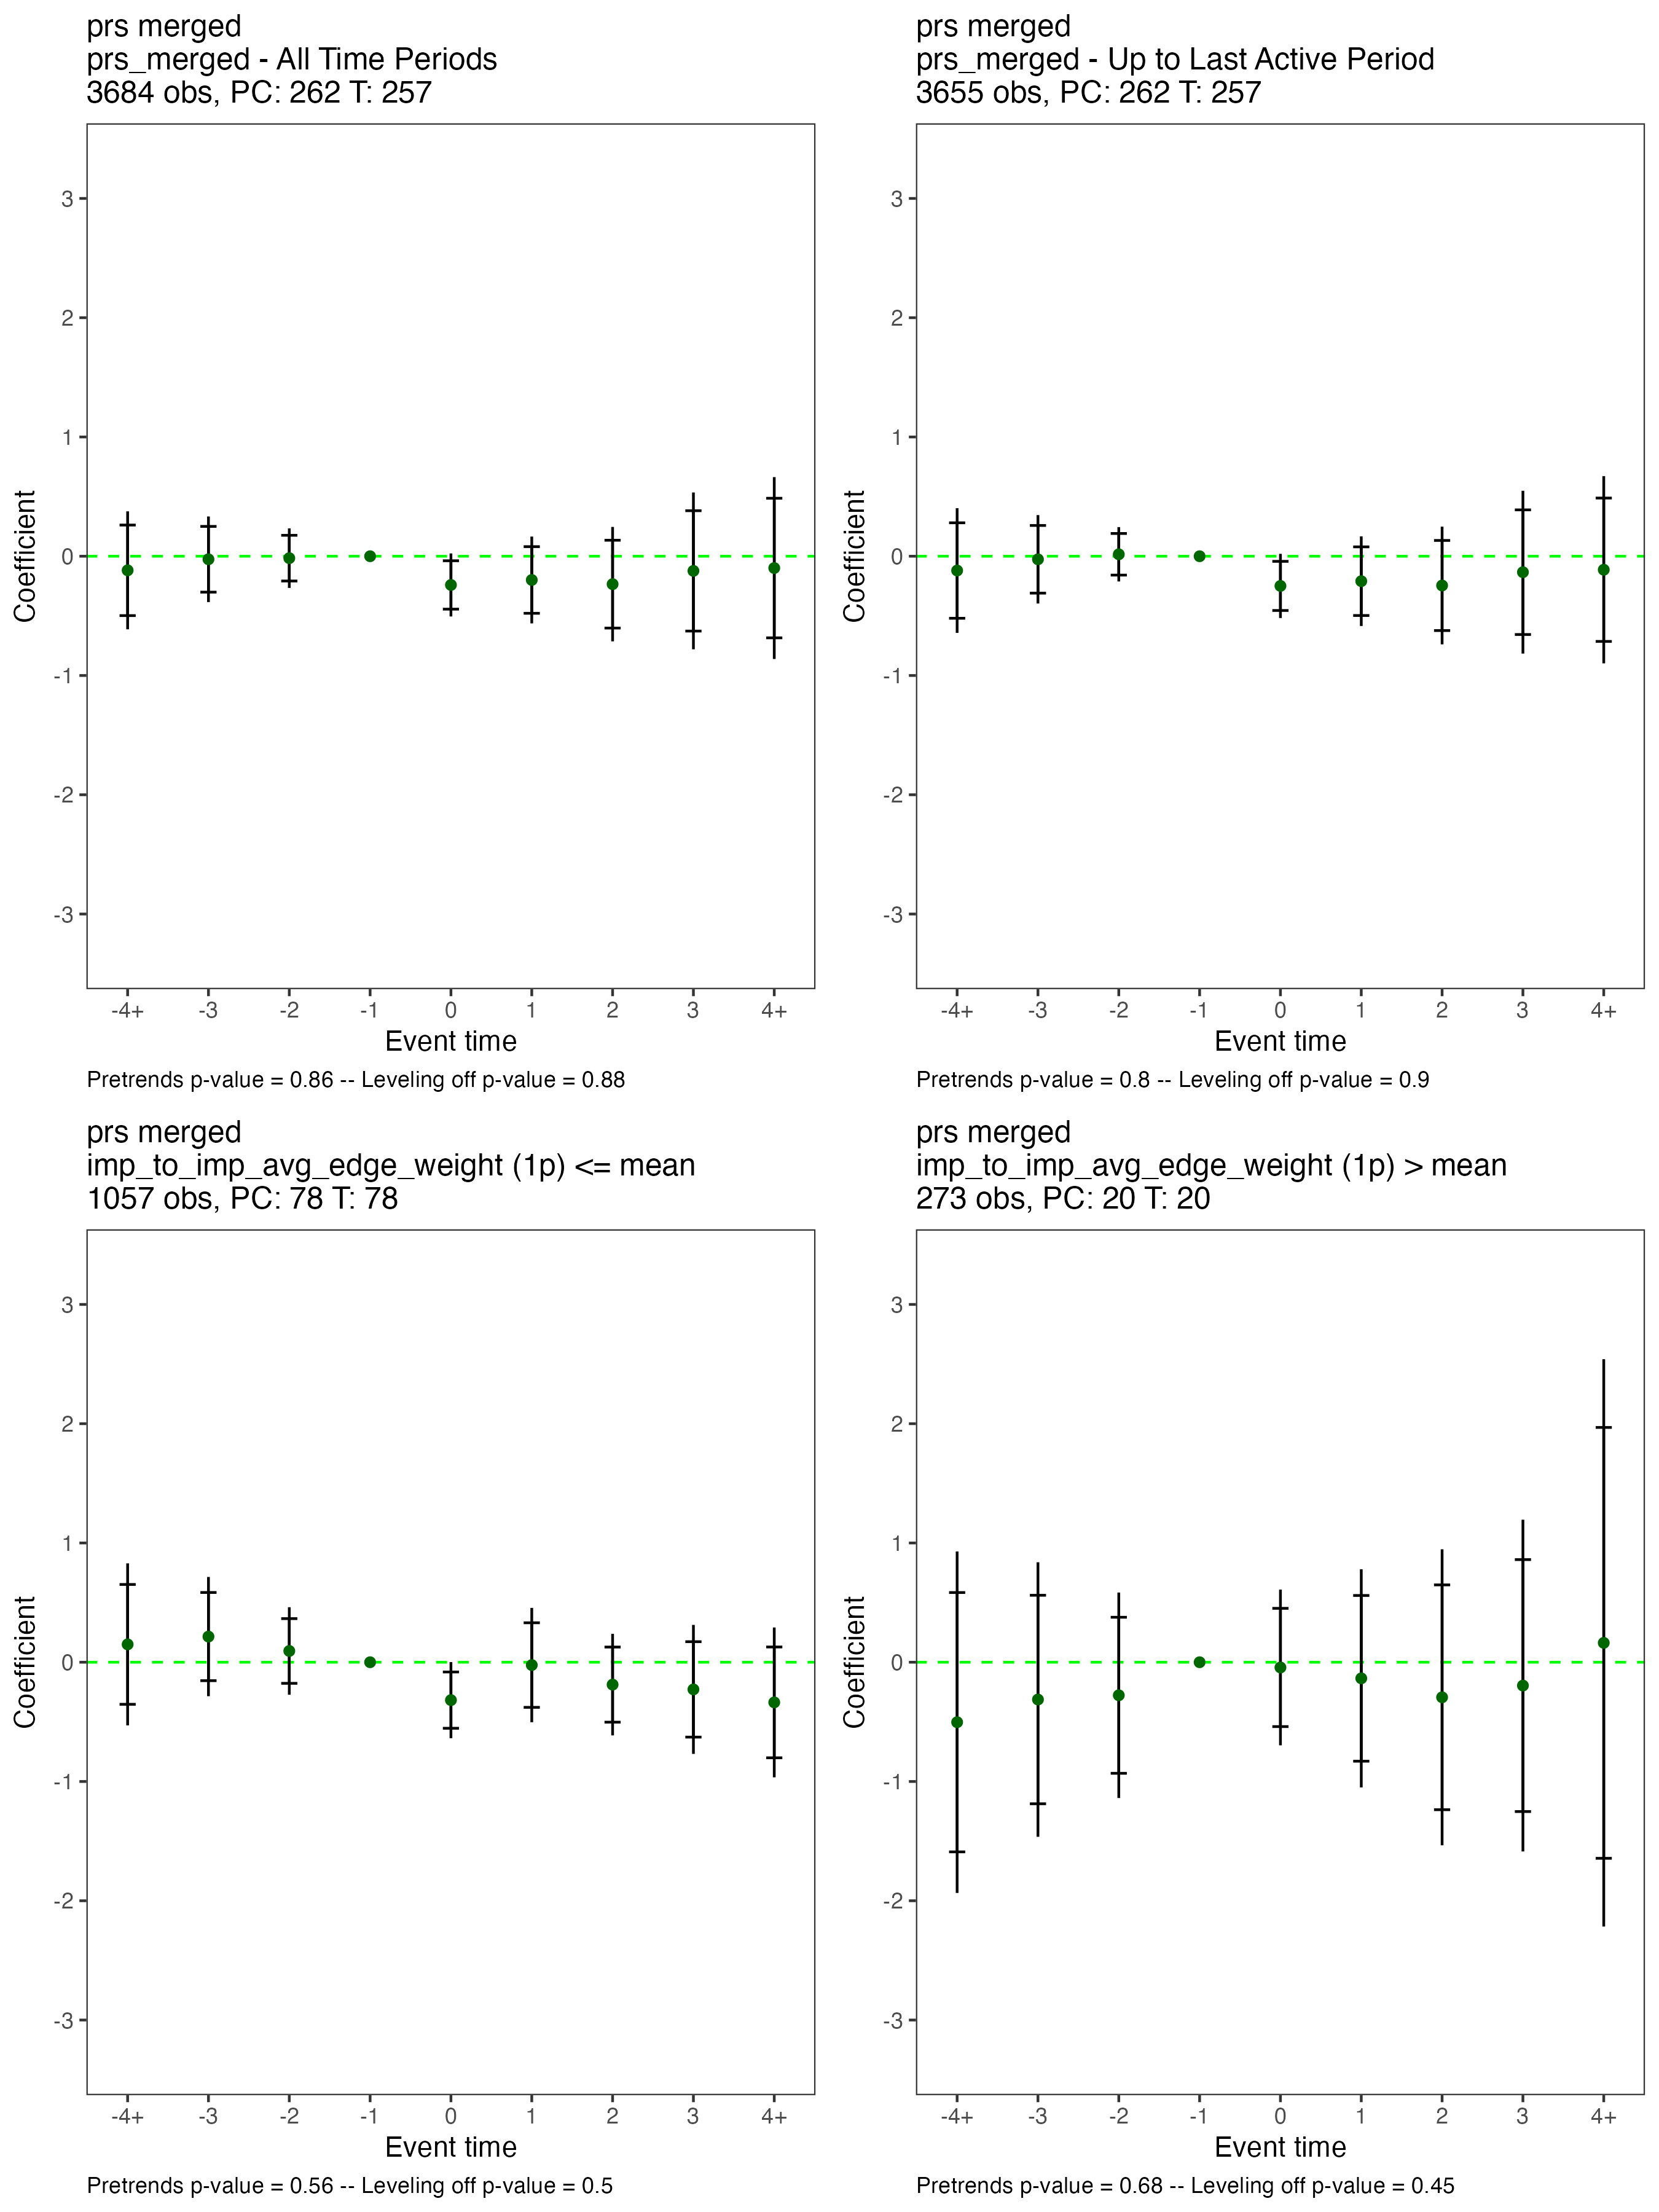 prs merged
prs_merged - All Time Periods
3684 obs, PC: 262 T: 257
Coefficient
3
2
1
0
-1
-2
-3
-4+ -3 -2 -1 0 1 2 3 4+
Event time
Pretrends p-value = 0.86 -- Leveling off p-value = 0.88
prs merged
prs_merged - Up to Last Active Period
3655 obs, PC: 262 T: 257
Coefficient
3
2
1
0
-1
-2
-3
-4+ -3 -2 -1 0 1 2 3 4+
Event time
Pretrends p-value = 0.8 -- Leveling off p-value = 0.9
prs merged
imp_to_imp_avg_edge_weight (1p) <= mean
1057 obs, PC: 78 T: 78
Coefficient
3
2
1
0
-1
-2
-3
-4+ -3 -2 -1 0 1 2 3 4+
Event time
Pretrends p-value = 0.56 -- Leveling off p-value = 0.5
prs merged
imp_to_imp_avg_edge_weight (1p) > mean
273 obs, PC: 20 T: 20
Coefficient
3
2
1
0
-1
-2
-3
-4+ -3 -2 -1 0 1 2 3 4+
Event time
Pretrends p-value = 0.68 -- Leveling off p-value = 0.45